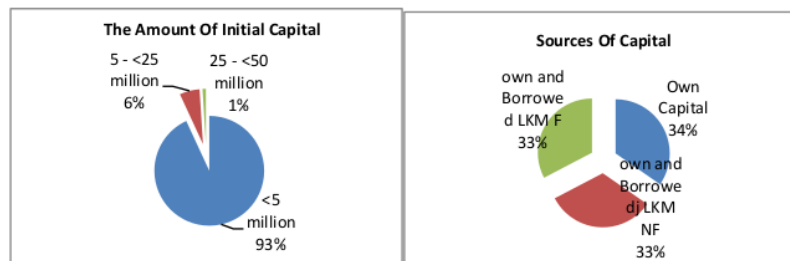 The Amount Of Initial Capital
5 - <25
million
6%
25 - <50
million
1%
<5
million
93%
Sources Of Capital
own and
Borrowe
d LKM F
33%
Own
Capital
34%
own and
Borrowe
dj LKM
NF
33%